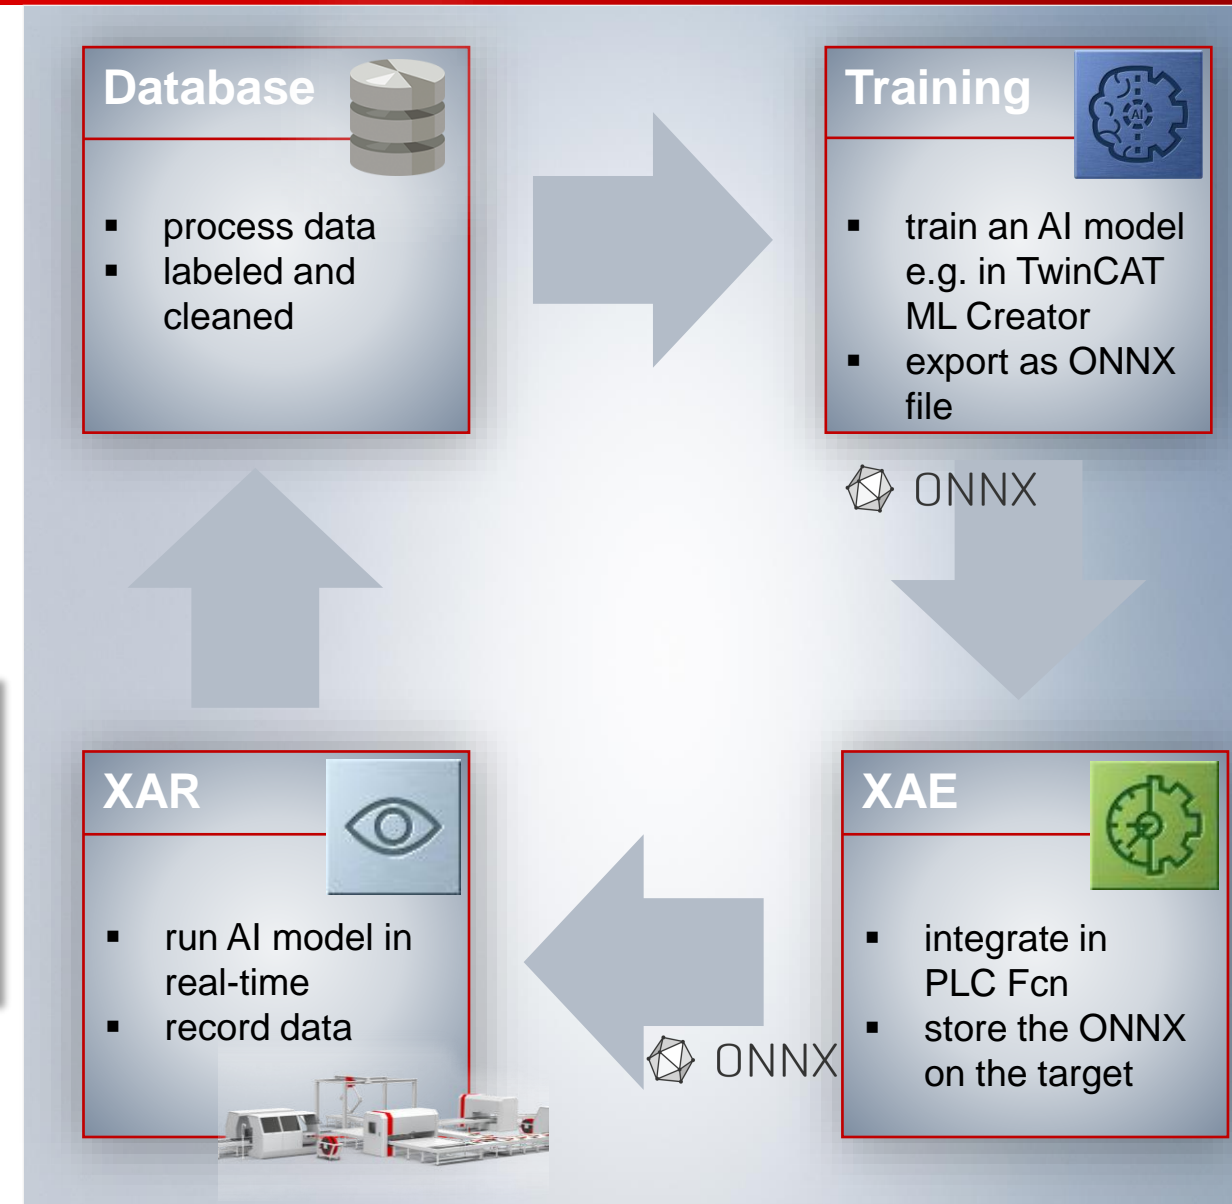 Database
▪ process data
▪ labeled and
cleaned
Training
AI
▪ train an AI model
e.g. in TwinCAT
ML Creator
▪ export as ONNX
file
ONNX
XAR
▪ run AI model in
real-time
▪ record data
ONNX
XAE
▪ integrate in
PLC Fcn
▪ store the ONNX
on the target